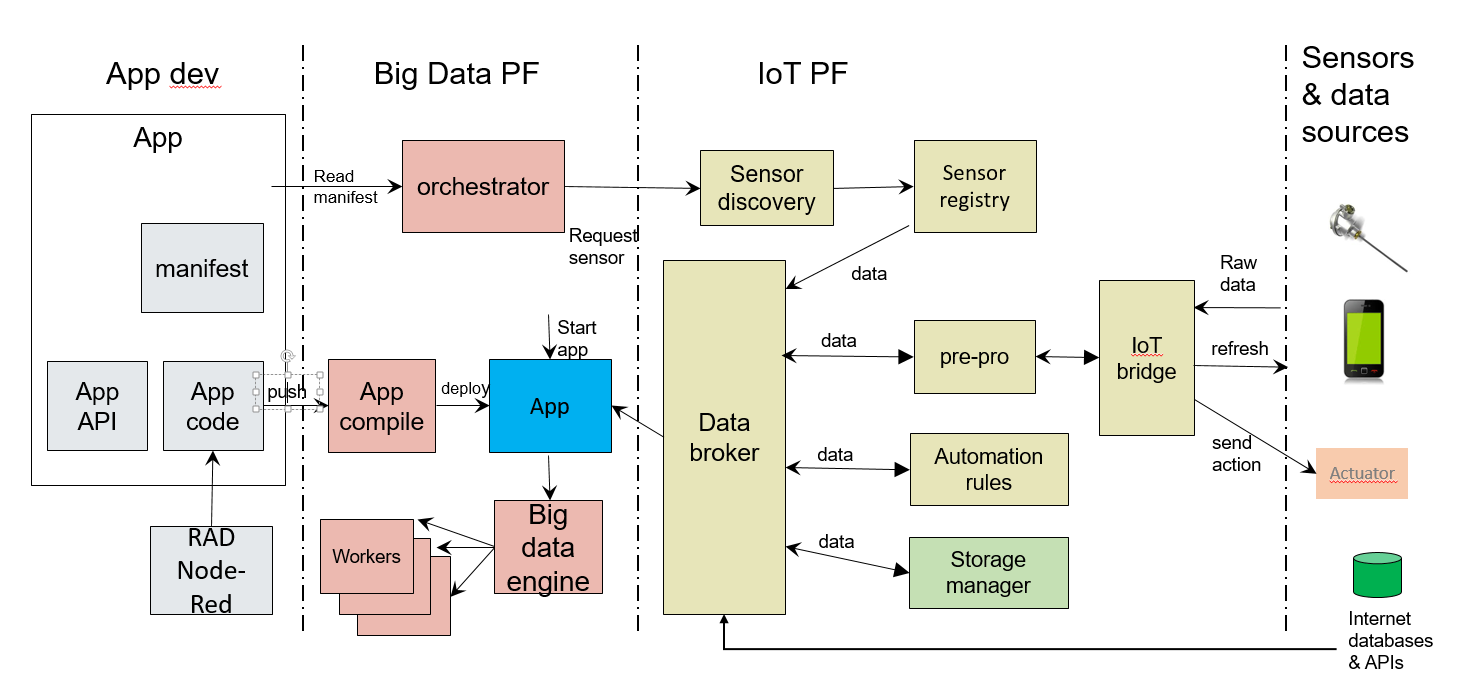 App dev
Big Data PF
IoT PF
Sensors
& data
sources
App
Read
manifest
orchestrator
Sensor
discovery
Sensor
registry
Request
sensor
manifest
data
Raw
data
Start
app
data
pre-pro
IoT
bridge
refresh
App
API
App
code
push
App
compile
deploy
App
Data
broker
data
Automation
rules
send
action
Actuator
RAD
Node-
Red
Workers
Big
data
engine
data
Storage
manager
Internet
databases
& APIs